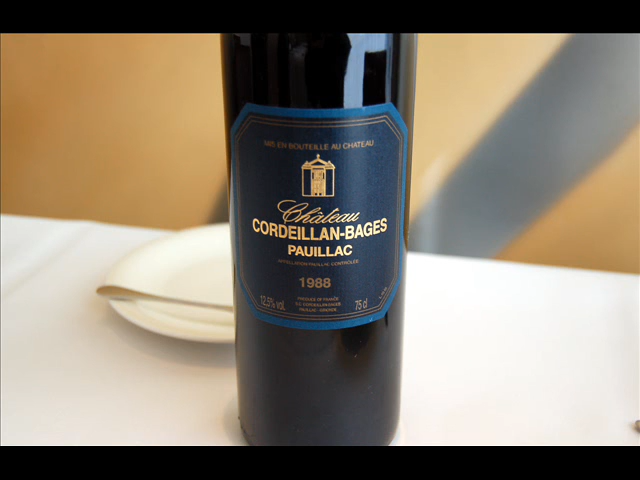 MIS EN BOUTEILLE AU CHATEAU
Château
CORDEILLAN-BAGES
PAUILLAC
APPELLATION PAUILLAC CONTRÔLÉE
1988
12,5% vol.
PRODUCE OF FRANCE
75 cl